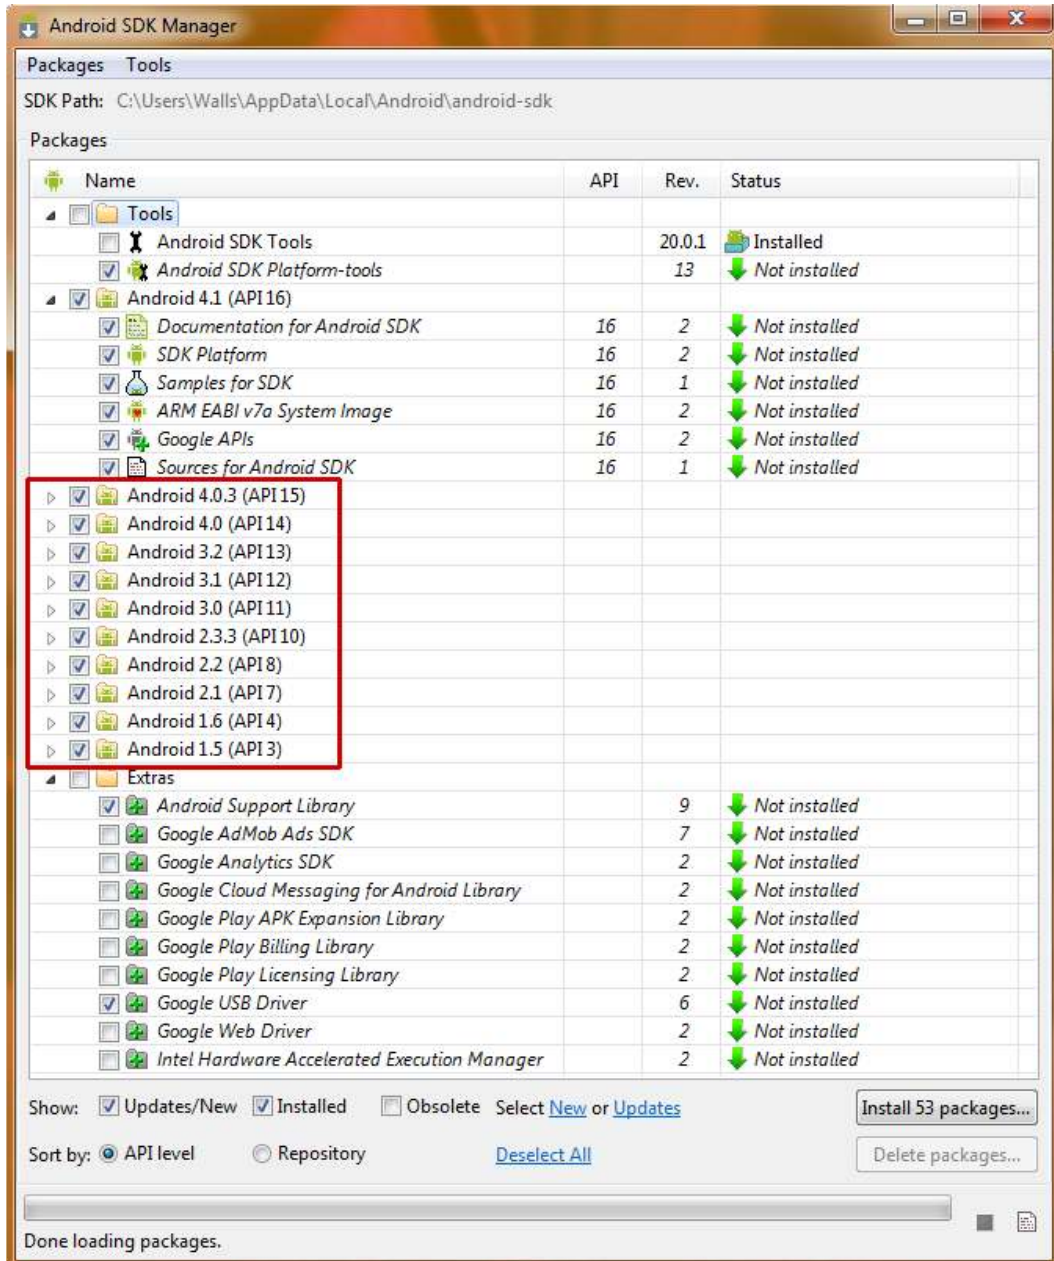 Android SDK Manager
Packages Tools
SDK Path: C:\Users\Walls\AppData\Local\Android\android-sdk
Packages
Name API Rev. Status
Tools
Android SDK Tools 20.0.1 Installed
Android SDK Platform-tools 13 Not installed
Android 4.1 (API 16)
Documentation for Android SDK 16 2 Not installed
SDK Platform 16 2 Not installed
Samples for SDK 16 1 Not installed
ARM EABI v7a System Image 16 2 Not installed
Google APIs 16 2 Not installed
Sources for Android SDK 16 1 Not installed
Android 4.0.3 (API 15)
Android 4.0 (API 14)
Android 3.2 (API 13)
Android 3.1 (API 12)
Android 3.0 (API 11)
Android 2.3.3 (API 10)
Android 2.2 (API 8)
Android 2.1 (API 7)
Android 1.6 (API 4)
Android 1.5 (API 3)
Extras
Android Support Library 9 Not installed
Google AdMob Ads SDK 7 Not installed
Google Analytics SDK 2 Not installed
Google Cloud Messaging for Android Library 2 Not installed
Google Play APK Expansion Library 2 Not installed
Google Play Billing Library 2 Not installed
Google Play Licensing Library 2 Not installed
Google USB Driver 6 Not installed
Google Web Driver 2 Not installed
Intel Hardware Accelerated Execution Manager 2 Not installed
Show: Updates/New Installed Obsolete Select New or Updates Install 53 packages...
Sort by: API level Repository Deselect All Delete packages...
Done loading packages.